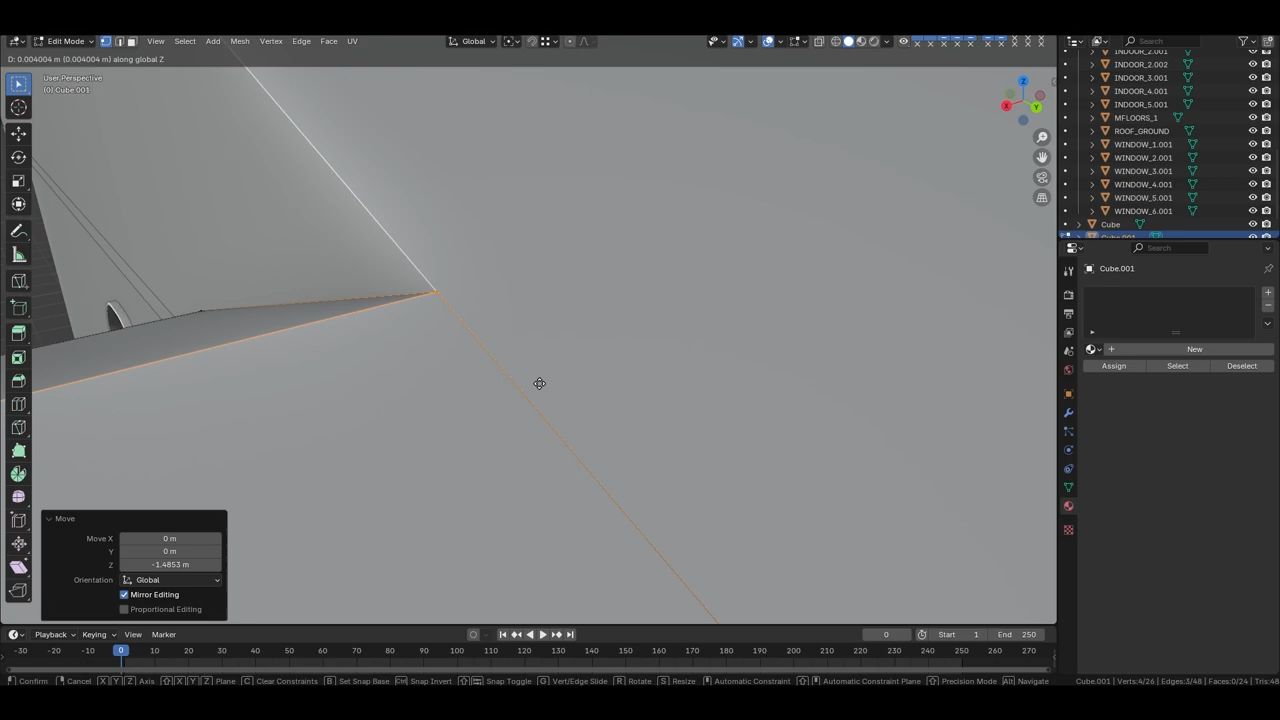 Edit Mode View Select Add Mesh Vertex Edge Face UV Global
D: 0.004004 m (0.004004 m) along global Z
User Perspective
(0) Cube.001
Z
X
Y
Move
Move X 0 m
Y 0 m
Z -1.4853 m
Orientation Global
Mirror Editing
Proportional Editing
Search
INDOOR_2.001
INDOOR_2.002
INDOOR_3.001
INDOOR_4.001
INDOOR_5.001
MFLOORS_1
ROOF_GROUND
WINDOW_1.001
WINDOW_2.001
WINDOW_3.001
WINDOW_4.001
WINDOW_5.001
WINDOW_6.001
Cube
Cube.001
Search
Cube.001
New
Assign Select Deselect
Playback Keying View Marker 0 Start 1 End 250
-30 -20 -10 0 10 20 30 40 50 60 70 80 90 100 110 120 130 140 150 160 170 180 190 200 210 220 230 240 250 260 270
Confirm Cancel X Y Z Axis X Y Z Plane C Clear Constraints B Set Snap Base Ctrl Snap Invert Snap Toggle G Vert/Edge Slide R Rotate S Resize Automatic Constraint Automatic Constraint Plane Precision Mode Alt Navigate Cube.001 | Verts:4/26 | Edges:3/48 | Faces:0/24 | Tris:48